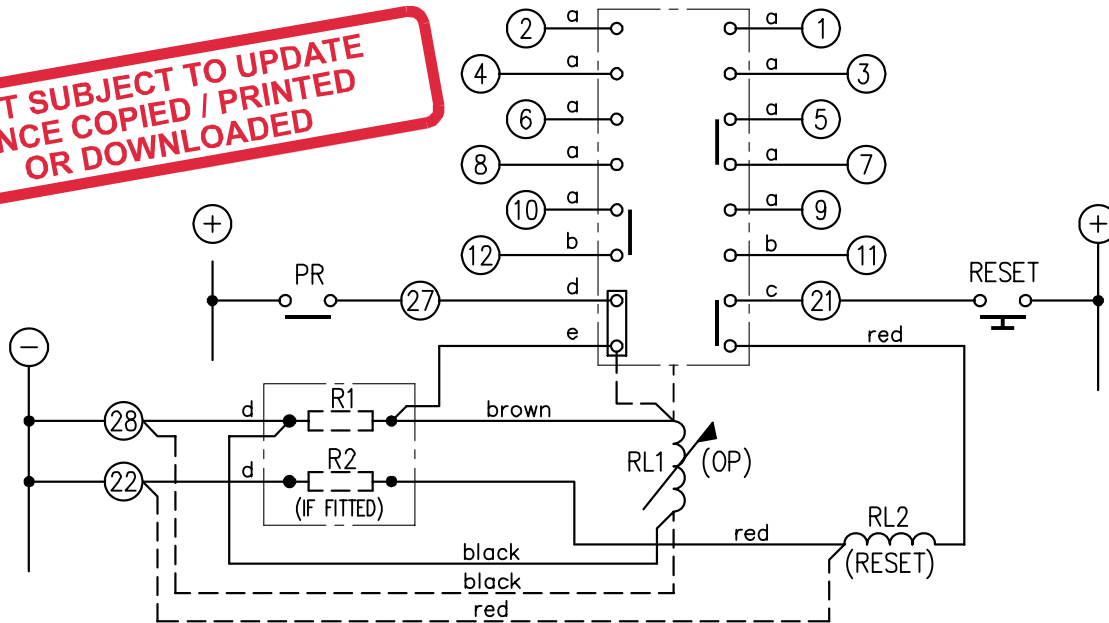 T SUBJECT TO UPDATE
NCE COPIED / PRINTED
OR DOWNLOADED
2 a a 1
4 a a 3
6 a a 5
8 a a 7
10 a a 9
12 b b 11
+ PR 27 d c 21 RESET +
e red
−
28 d R1 brown
22 d R2
(IF FITTED)
RL1 (OP)
RL2
(RESET)
red
black
black
red